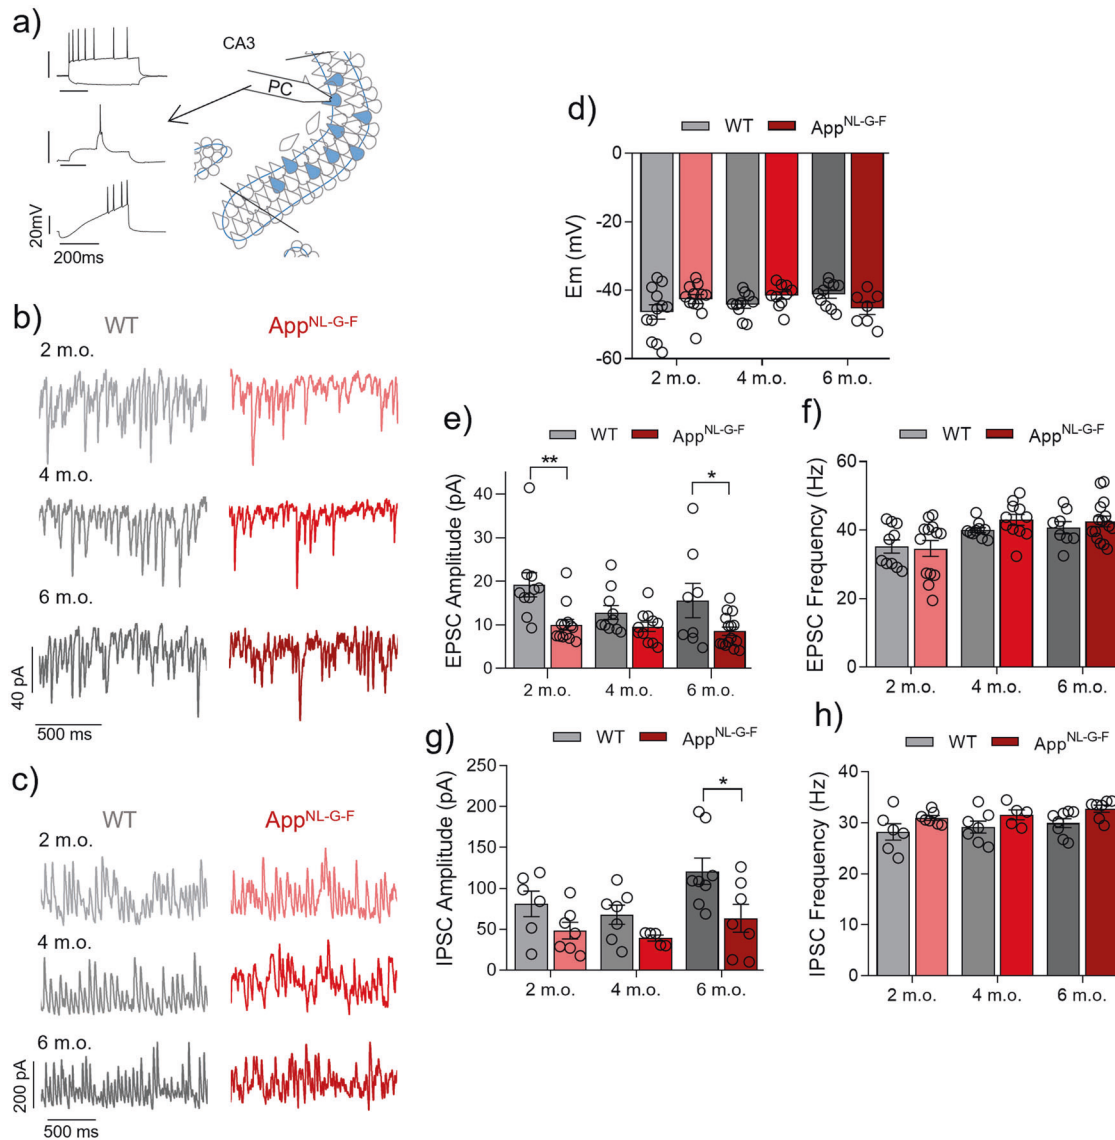 a)
CA3
PC
20mV
200ms
b)
WT
App^NL-G-F
2 m.o.
4 m.o.
6 m.o.
40 pA
500 ms
c)
WT
App^NL-G-F
2 m.o.
4 m.o.
6 m.o.
200 pA
500 ms
d)
WT App^NL-G-F
Em (mV)
0
-20
-40
-60
2 m.o. 4 m.o. 6 m.o.
e)
WT App^NL-G-F
EPSC Amplitude (pA)
40
30
20
10
0
** *
2 m.o. 4 m.o. 6 m.o.
f)
WT App^NL-G-F
EPSC Frequency (Hz)
60
40
20
0
2 m.o. 4 m.o. 6 m.o.
g)
WT App^NL-G-F
IPSC Amplitude (pA)
250
200
150
100
50
0
*
2 m.o. 4 m.o. 6 m.o.
h)
WT App^NL-G-F
IPSC Frequency (Hz)
40
30
20
10
0
2 m.o. 4 m.o. 6 m.o.